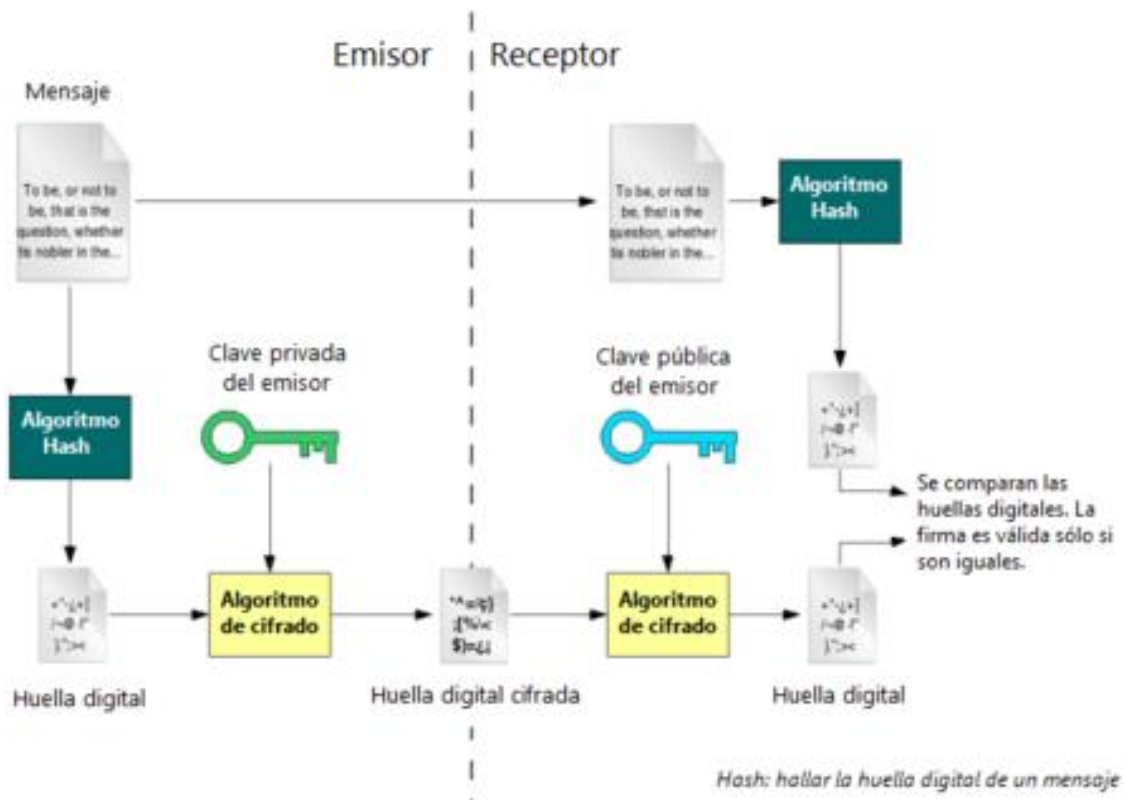 Emisor
Receptor
Mensaje
To be, or not to
be, that is the
question, whether
tis nobler in the...
To be, or not to
be, that is the
question, whether
tis nobler in the...
Algoritmo
Hash
Clave privada
del emisor
Clave pública
del emisor
Algoritmo
Hash
Se comparan las
huellas digitales. La
firma es válida sólo si
son iguales.
Algoritmo
de cifrado
Algoritmo
de cifrado
Huella digital
Huella digital cifrada
Huella digital
Hash: hallar la huella digital de un mensaje